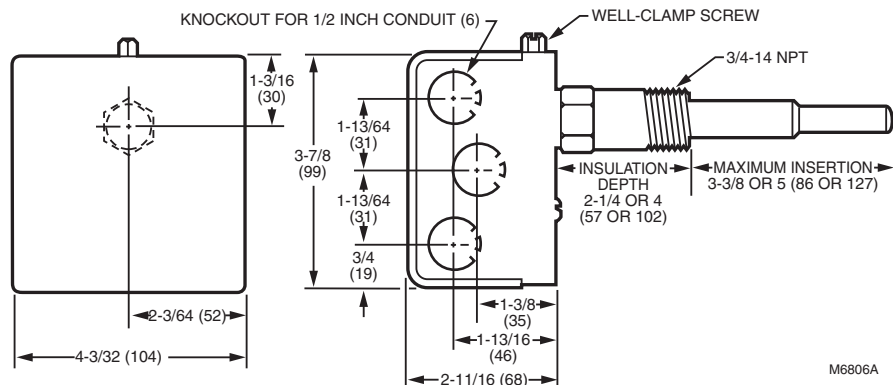 KNOCKOUT FOR 1/2 INCH CONDUIT (6)
WELL-CLAMP SCREW
3/4-14 NPT
1-3/16
(30)
1-13/64
(31)
3-7/8
(99)
1-13/64
(31)
3/4
(19)
INSULATION
DEPTH
2-1/4 OR 4
(57 OR 102)
MAXIMUM INSERTION
3-3/8 OR 5 (86 OR 127)
2-3/64 (52)
4-3/32 (104)
1-3/8
(35)
1-13/16
(46)
2-11/16 (68)
M6806A